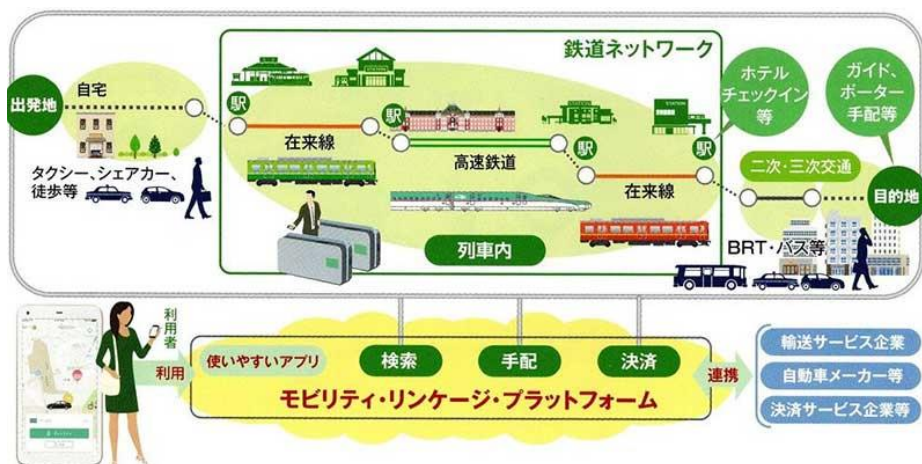 鉄道ネットワーク
ホテル
チェックイン
等
ガイド、
ポーター
手配等
出発地
自宅
駅
駅
駅
駅
在来線
高速鉄道
在来線
二次・三次交通
目的地
タクシー、シェアカー、
徒歩等
列車内
BRT・バス等
利用者
利用
使いやすいアプリ
検索
手配
決済
連携
モビリティ・リンケージ・プラットフォーム
輸送サービス企業
自動車メーカー等
決済サービス企業等